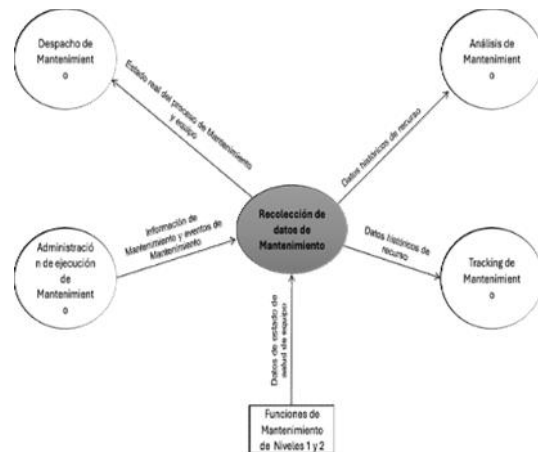 Despacho de
Mantenimient
o
Análisis de
Mantenimient
o
Estado real del proceso de Mantenimiento
y equipo
Datos históricos de recurso
Recolección de
datos de
Mantenimiento
Información de
Mantenimiento y eventos de
Mantenimiento
Datos históricos de
recurso
Administració
n de ejecución
de
Mantenimient
o
Tracking de
Mantenimient
o
Datos de estado de
salud de equipo
Funciones de
Mantenimiento
de Niveles 1 y 2